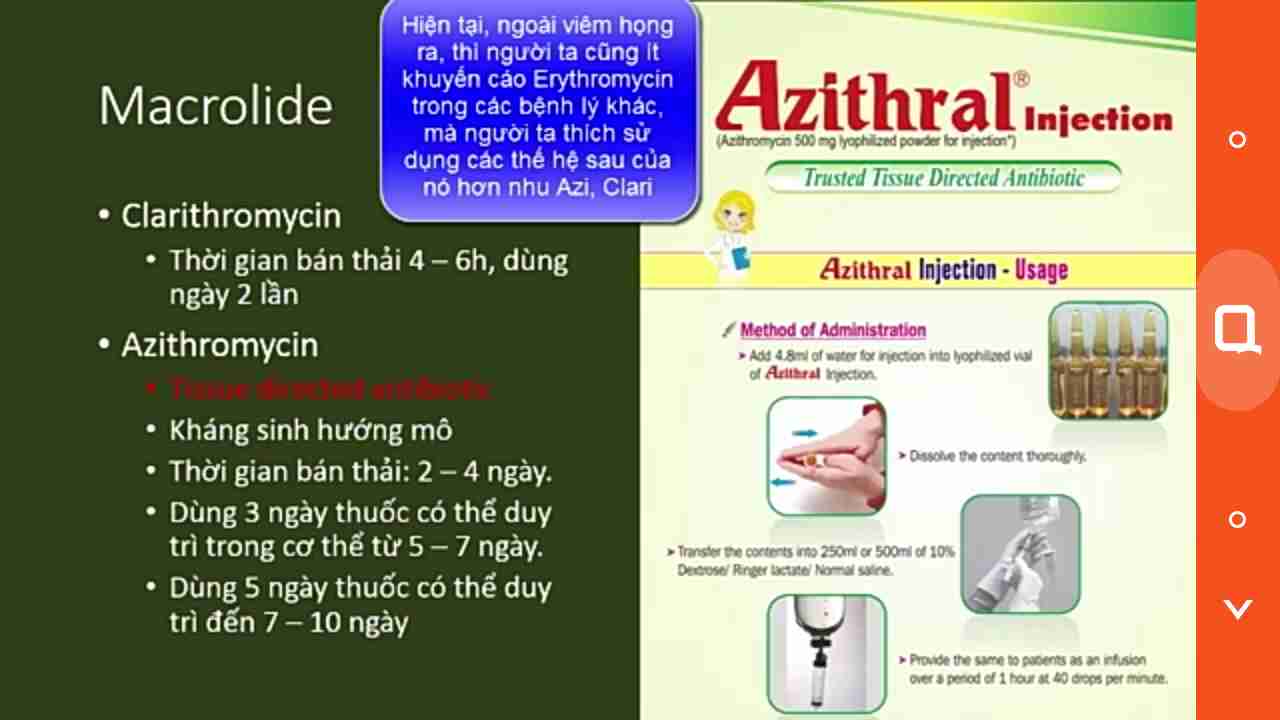 Macrolide
• Clarithromycin
• Thời gian bán thải 4 – 6h, dùng
ngày 2 lần
• Azithromycin
• Tissue directed antibiotic
• Kháng sinh hướng mô
• Thời gian bán thải: 2 – 4 ngày.
• Dùng 3 ngày thuốc có thể duy
trì trong cơ thể từ 5 – 7 ngày.
• Dùng 5 ngày thuốc có thể duy
trì đến 7 – 10 ngày
Hiện tại, ngoài viêm họng
ra, thì người ta cũng ít
khuyến cáo Erythromycin
trong các bệnh lý khác,
mà người ta thích sử
dụng các thế hệ sau của
nó hơn nhu Azi, Clari
Azithral® Injection
(Azithromycin 500 mg lyophilized powder for injection*)
Trusted Tissue Directed Antibiotic
Azithral Injection - Usage
Method of Administration
➤ Add 4.8ml of water for injection into lyophilized vial
of Azithral Injection.
➤ Dissolve the content thoroughly.
➤ Transfer the contents into 250ml or 500ml of 10%
Dextrose/ Ringer lactate/ Normal saline.
➤ Provide the same to patients as an infusion
over a period of 1 hour at 40 drops per minute.